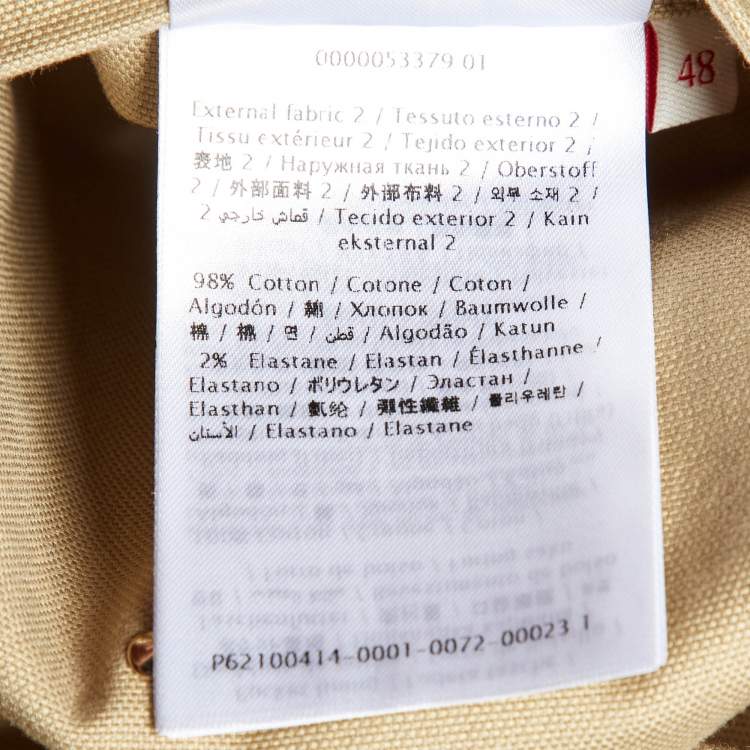 0000053379 01
48
External fabric 2 / Tessuto esterno 2 /
Tissu extérieur 2 / Tejido exterior 2 /
表地 2 / Наружная ткань 2 / Oberstoff
2 / 外部面料 2 / 外部布料 2 / 외부 소재 2 /
قماش خارجي 2 / Tecido exterior 2 / Kain
eksternal 2
98% Cotton / Cotone / Coton /
Algodón / 綿 / Хлопок / Baumwolle /
棉 / 棉 / 면 / قطن / Algodão / Katun
2% Elastane / Elastan / Élasthanne /
Elastano / ポリウレタン / Эластан /
Elasthan / 氨纶 / 彈性纖維 / 폴리우레탄 /
الأستان / Elastano / Elastane
P62100414-0001-0072-00023 1